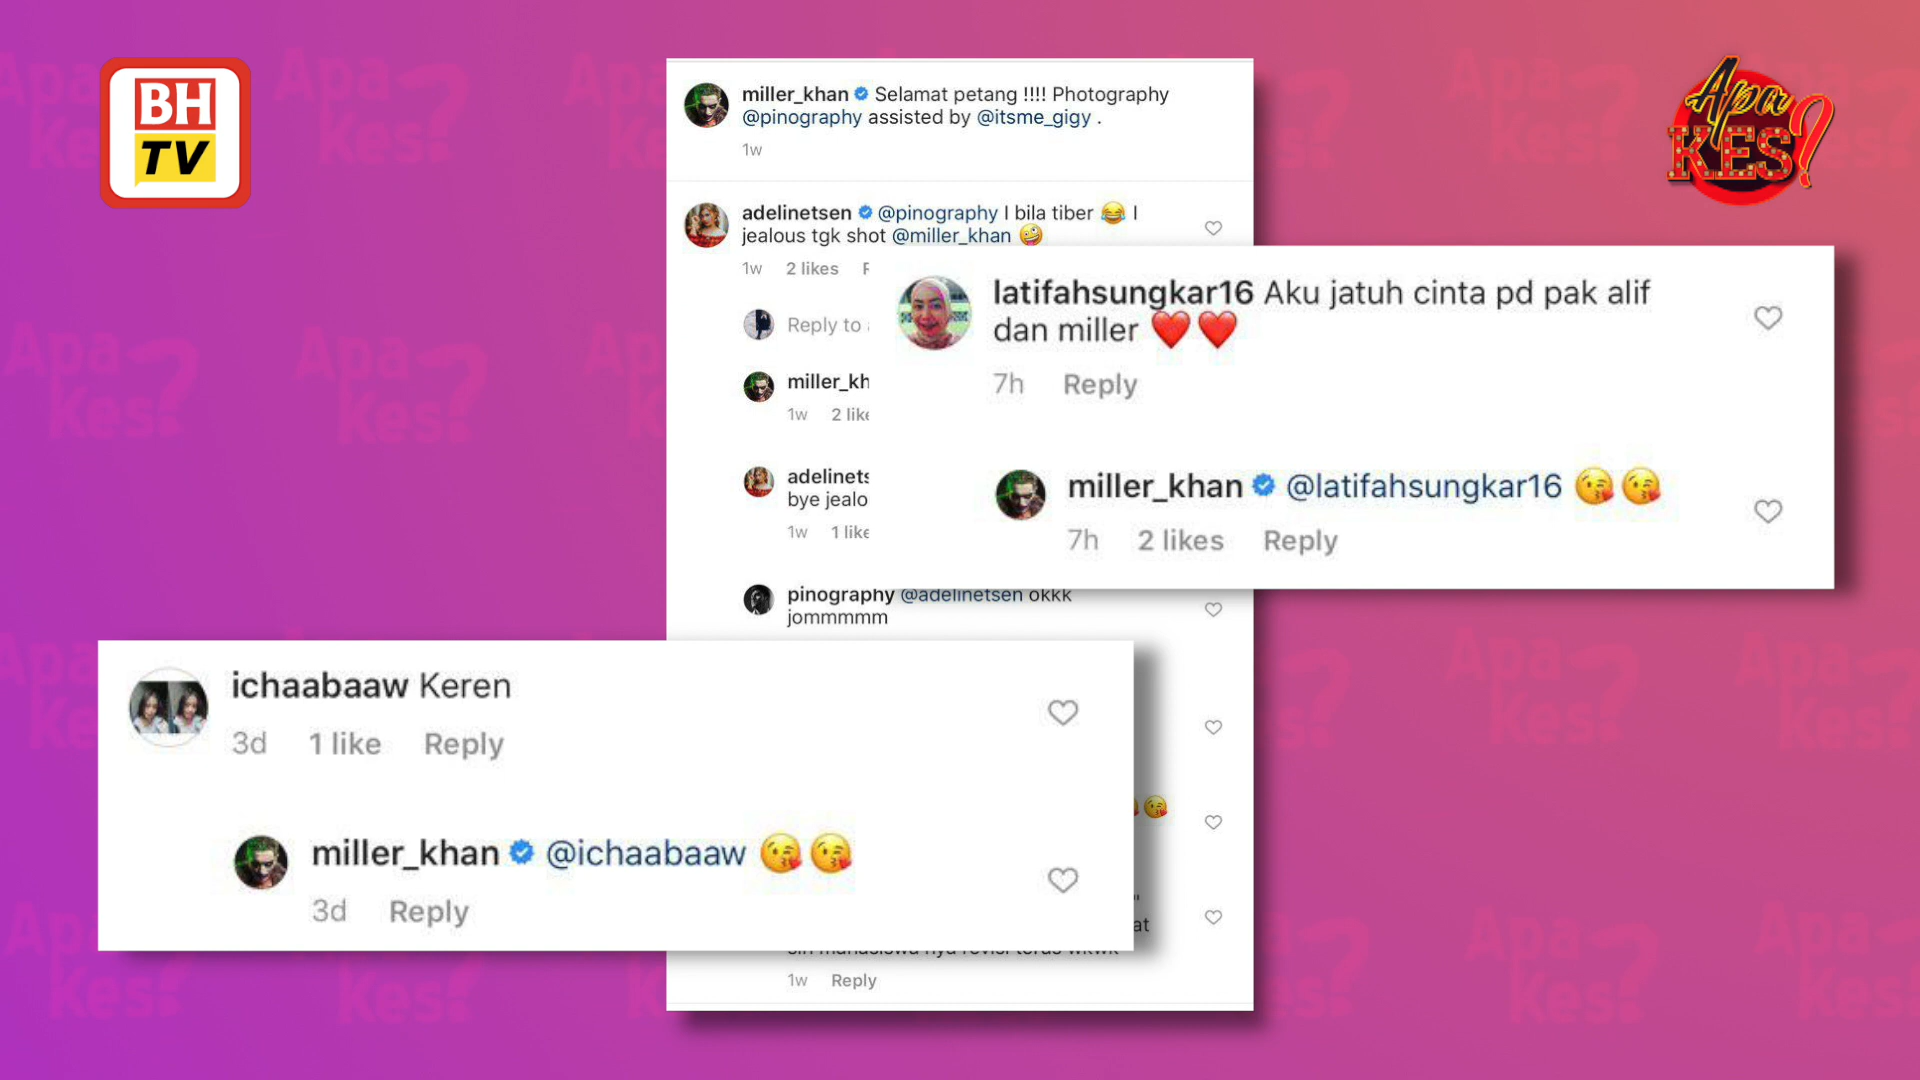 BH
TV
Apa
KES?
miller_khan Selamat petang !!!! Photography
@pinography assisted by @itsme_gigy .
1w
adelinetsen @pinography I bila tiber 😂 I
jealous tgk shot @miller_khan 🤪
1w 2 likes
Reply to
miller_kh
1w 2 like
adelinets
bye jealo
1w 1 like
pinography @adelinetsen okkk
jommmmm
latifahsungkar16 Aku jatuh cinta pd pak alif
dan miller ❤️❤️
7h Reply
miller_khan @latifahsungkar16 😘😘
7h 2 likes Reply
ichaabaaw Keren
3d 1 like Reply
miller_khan @ichaabaaw 😘😘
3d Reply
at
1w Reply